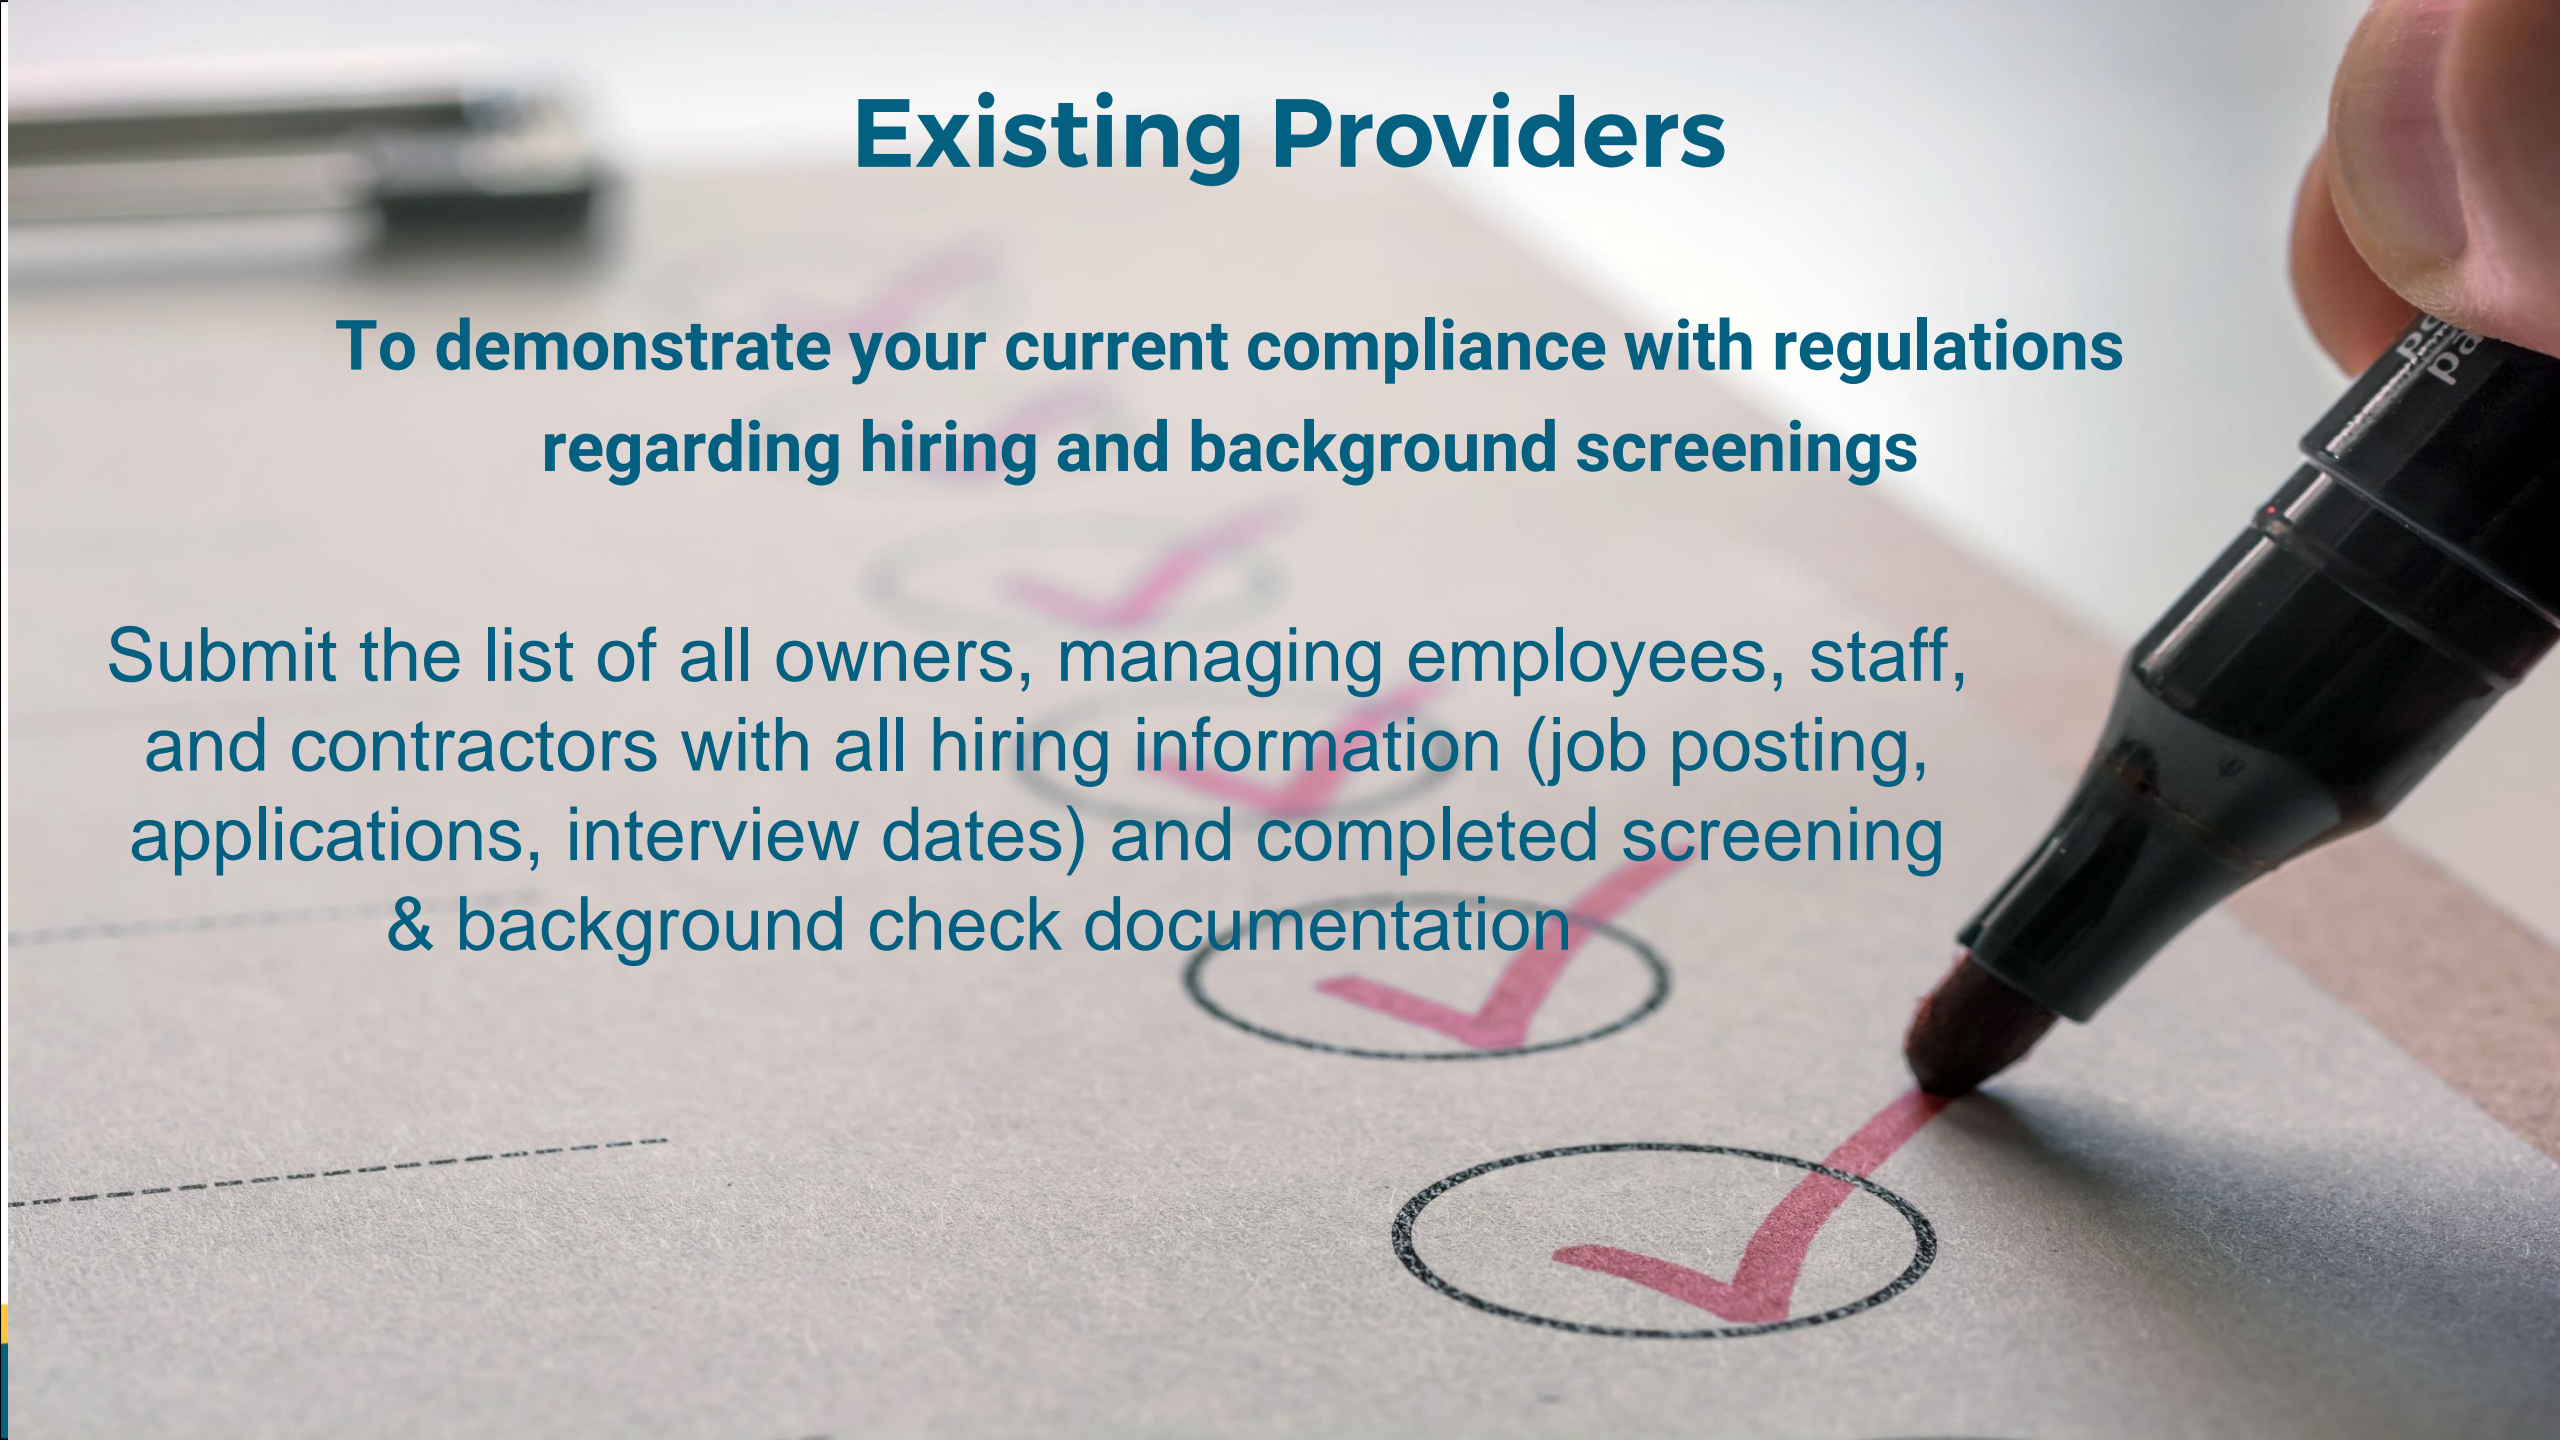 Existing Providers
To demonstrate your current compliance with regulations
regarding hiring and background screenings
Submit the list of all owners, managing employees, staff,
and contractors with all hiring information (job posting,
applications, interview dates) and completed screening
& background check documentation